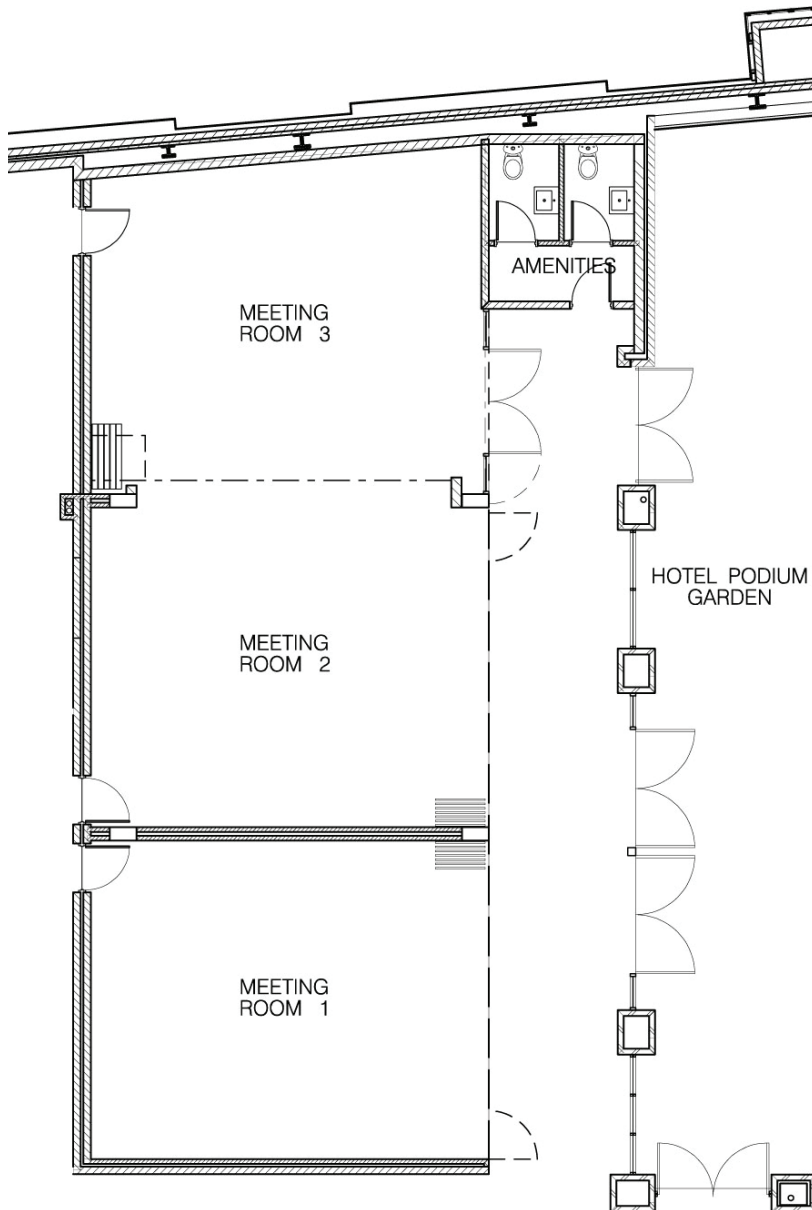 AMENITIES
MEETING
ROOM 3
HOTEL PODIUM
GARDEN
MEETING
ROOM 2
MEETING
ROOM 1